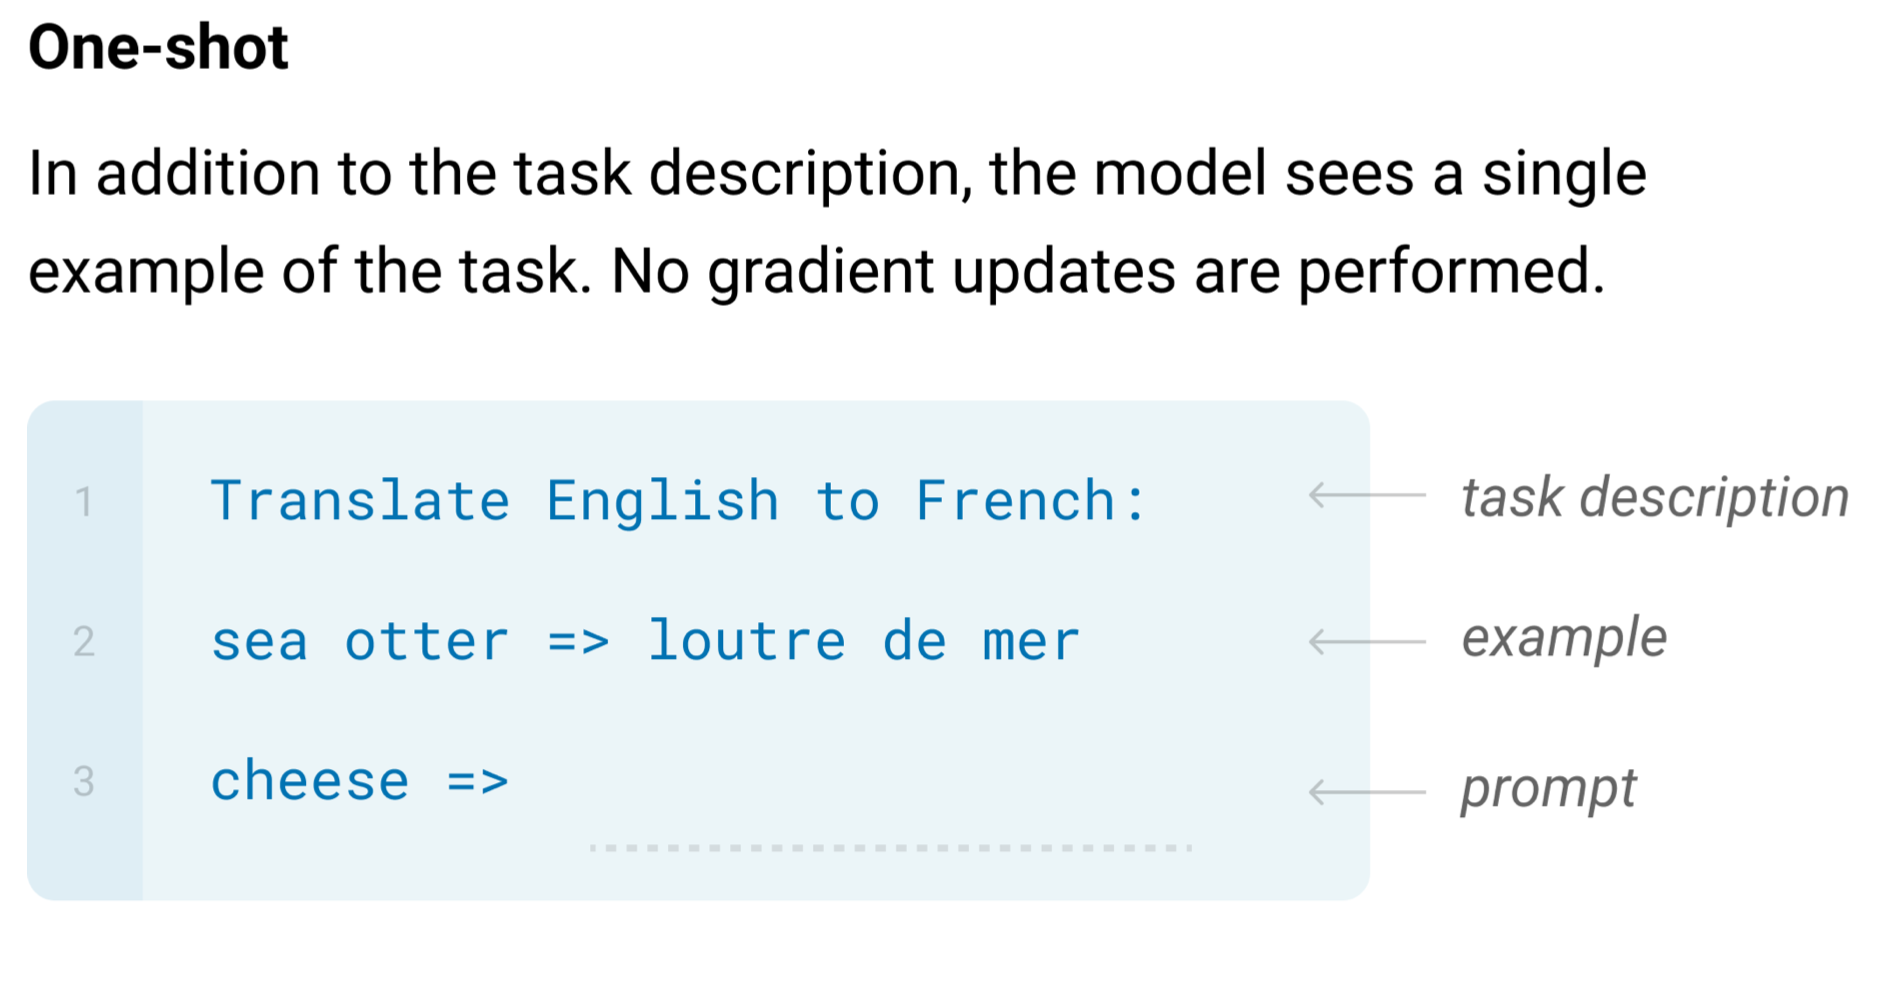 One-shot
In addition to the task description, the model sees a single
example of the task. No gradient updates are performed.
1 Translate English to French: task description
2 sea otter => loutre de mer example
3 cheese => prompt